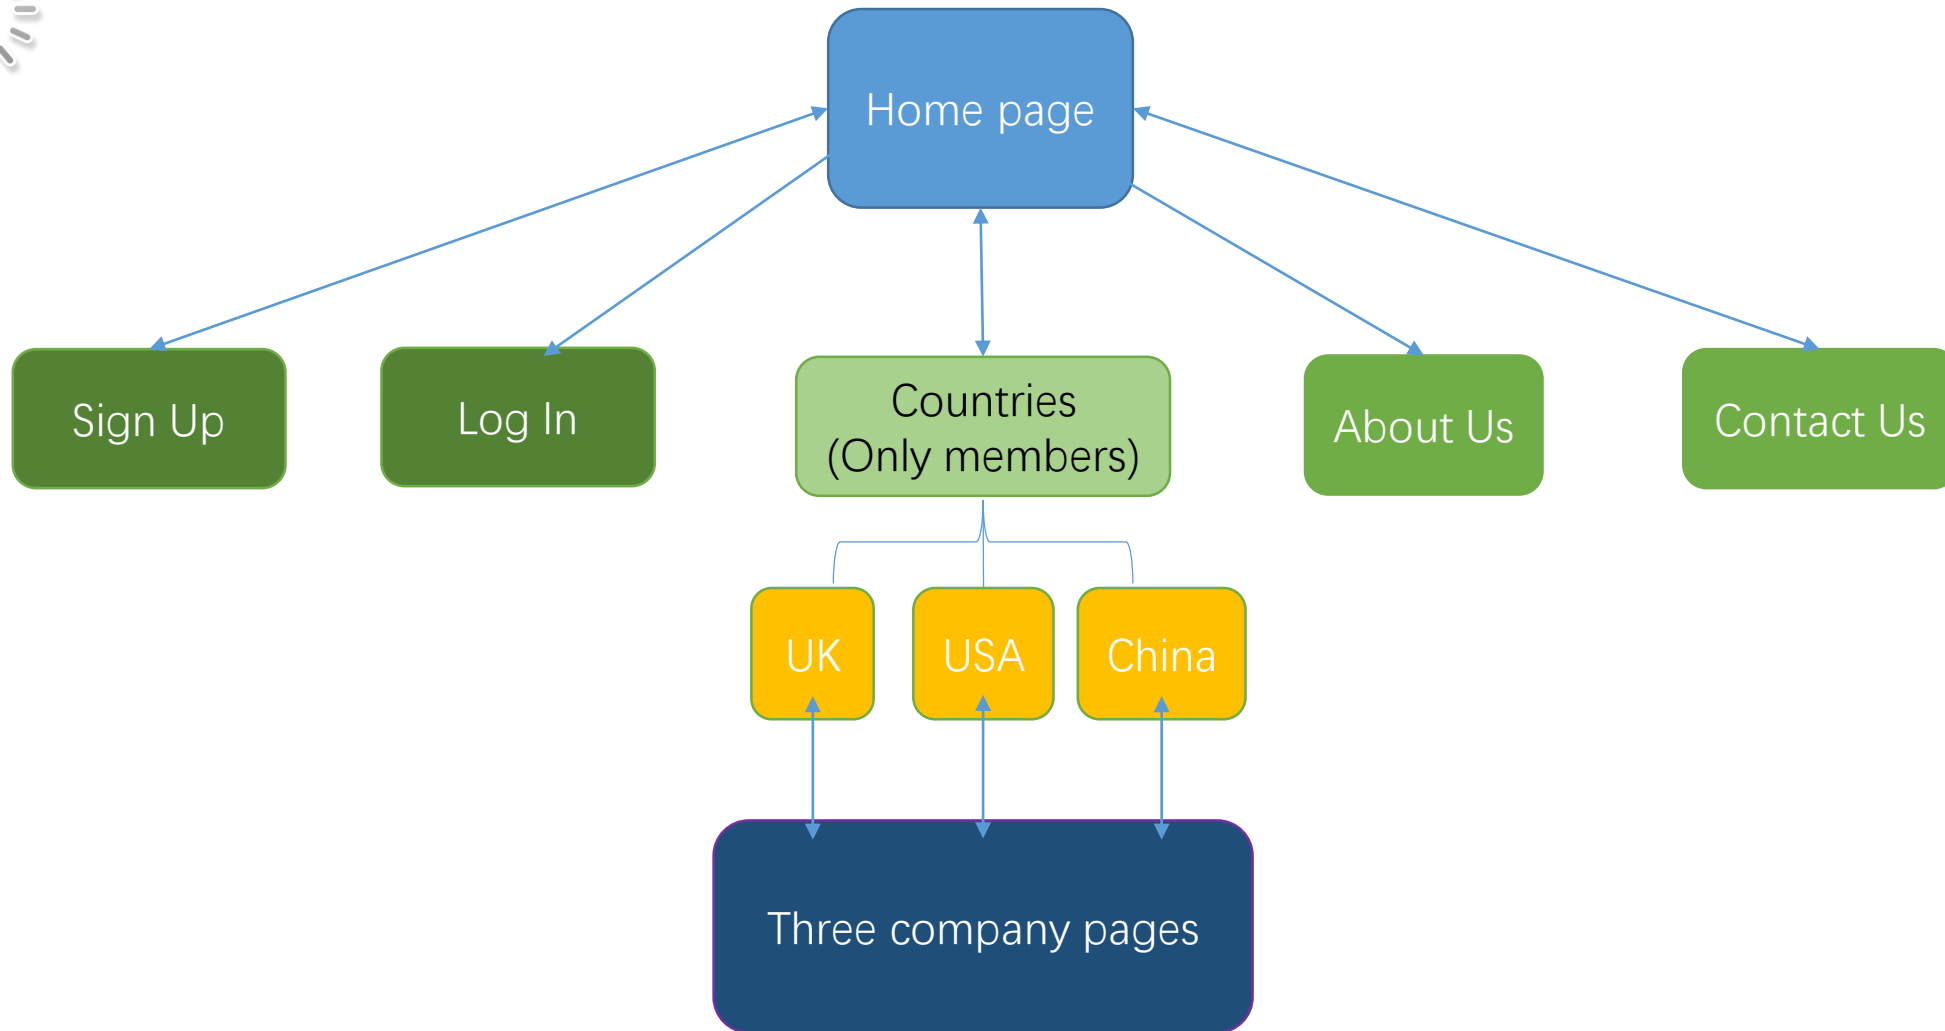 Home page
Sign Up
Log In
Countries
(Only members)
About Us
Contact Us
UK
USA
China
Three company pages